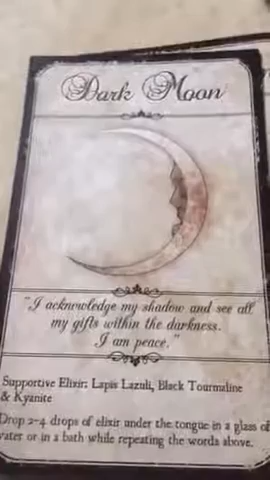 Dark Moon
"I acknowledge my shadow and see all
my gifts within the darkness.
I am peace."
Supportive Elixir: Lapis Lazuli, Black Tourmaline
& Kyanite
Drop 2-4 drops of elixir under the tongue in a glass of
water or in a bath while repeating the words above.